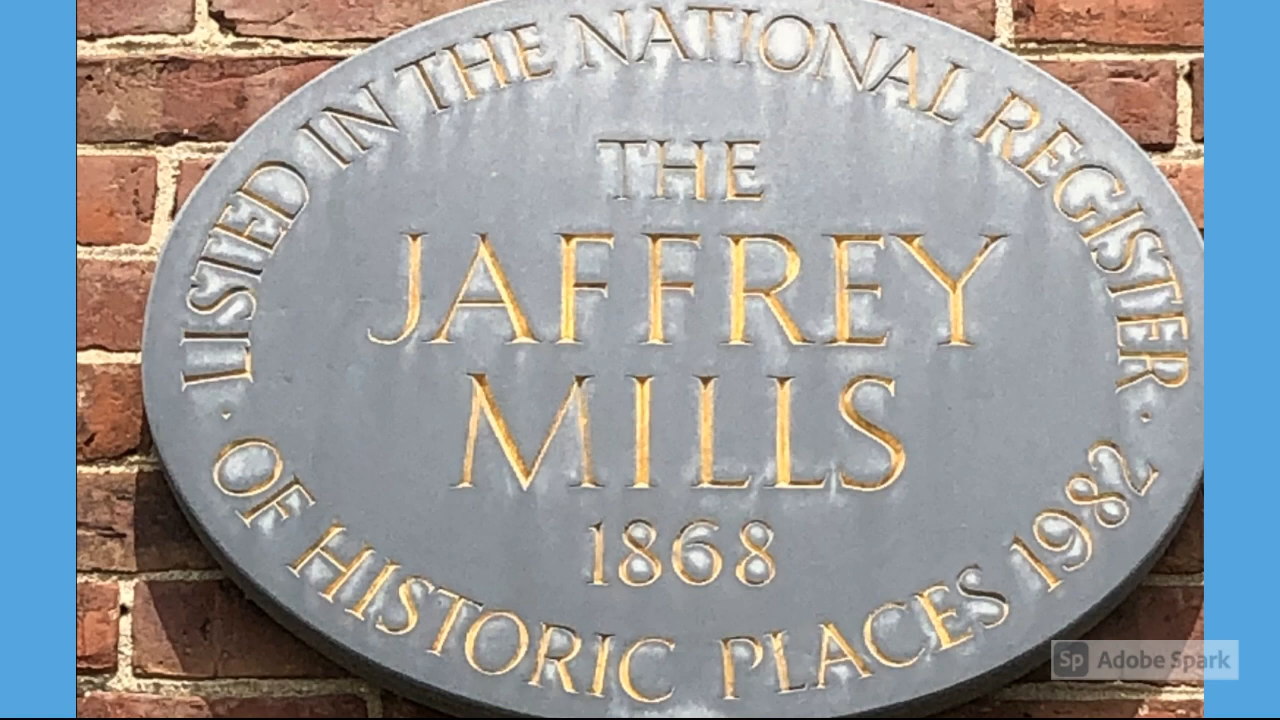 LISTED IN THE NATIONAL REGISTER
THE
JAFFREY
MILLS
1868
· OF HISTORIC PLACES 1982 ·
Sp Adobe Spark